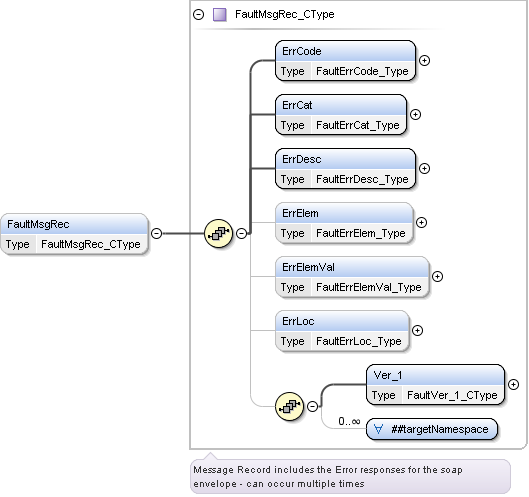 FaultMsgRec_CType
ErrCode
Type FaultErrCode_Type
ErrCat
Type FaultErrCat_Type
ErrDesc
Type FaultErrDesc_Type
ErrElem
Type FaultErrElem_Type
FaultMsgRec
Type FaultMsgRec_CType
ErrElemVal
Type FaultErrElemVal_Type
ErrLoc
Type FaultErrLoc_Type
Ver_1
Type FaultVer_1_CType
0..∞
∀ ##targetNamespace
Message Record includes the Error responses for the soap
envelope - can occur multiple times